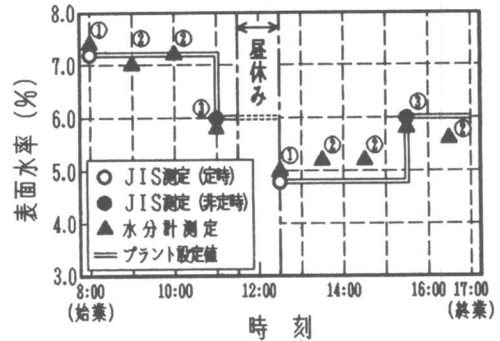 8.0
7.0
6.0
5.0
4.0
3.0
表面水率 (%)
① ② ② ③
昼休み
① ② ② ③ ②
JIS測定 (定時)
JIS測定 (非定時)
水分計測定
プラント設定値
8:00 10:00 12:00 14:00 16:00 17:00
(始業) (終業)
時 刻